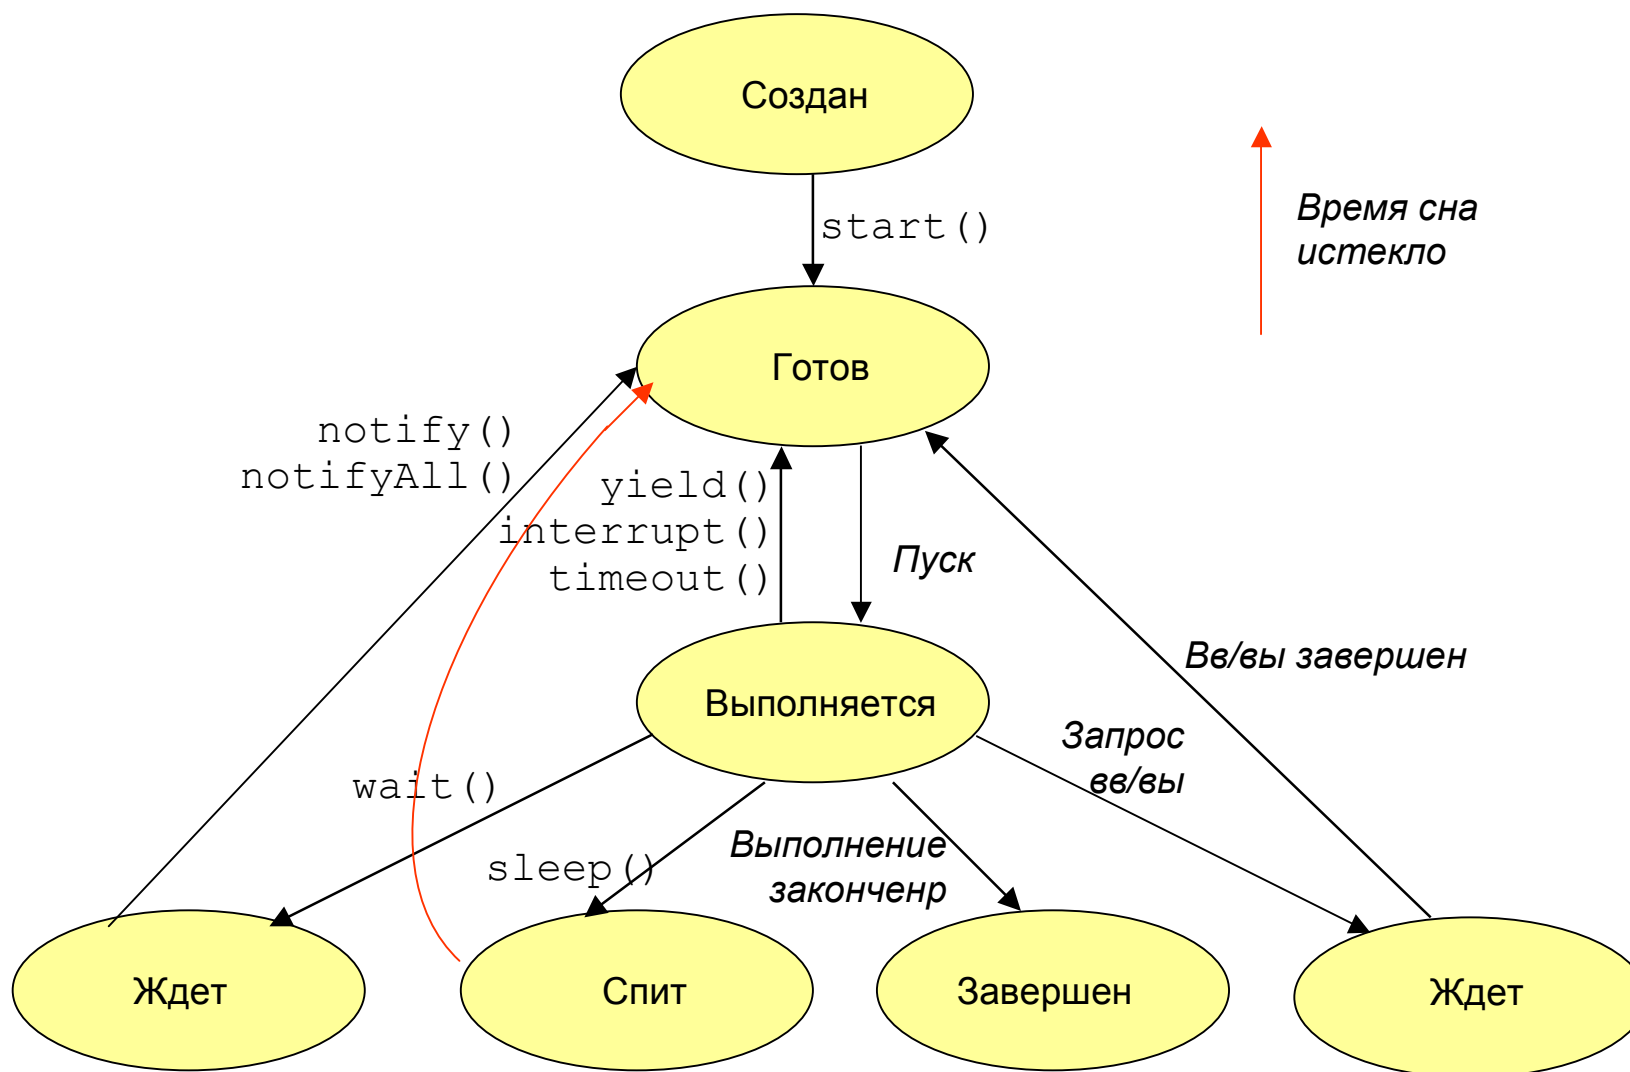 Создан
start()
Время сна
истекло
Готов
notify()
notifyAll()
yield()
interrupt()
timeout()
Пуск
Вв/вы завершен
Выполняется
Запрос
вв/вы
wait()
sleep()
Выполнение
законченр
Ждет
Спит
Завершен
Ждет